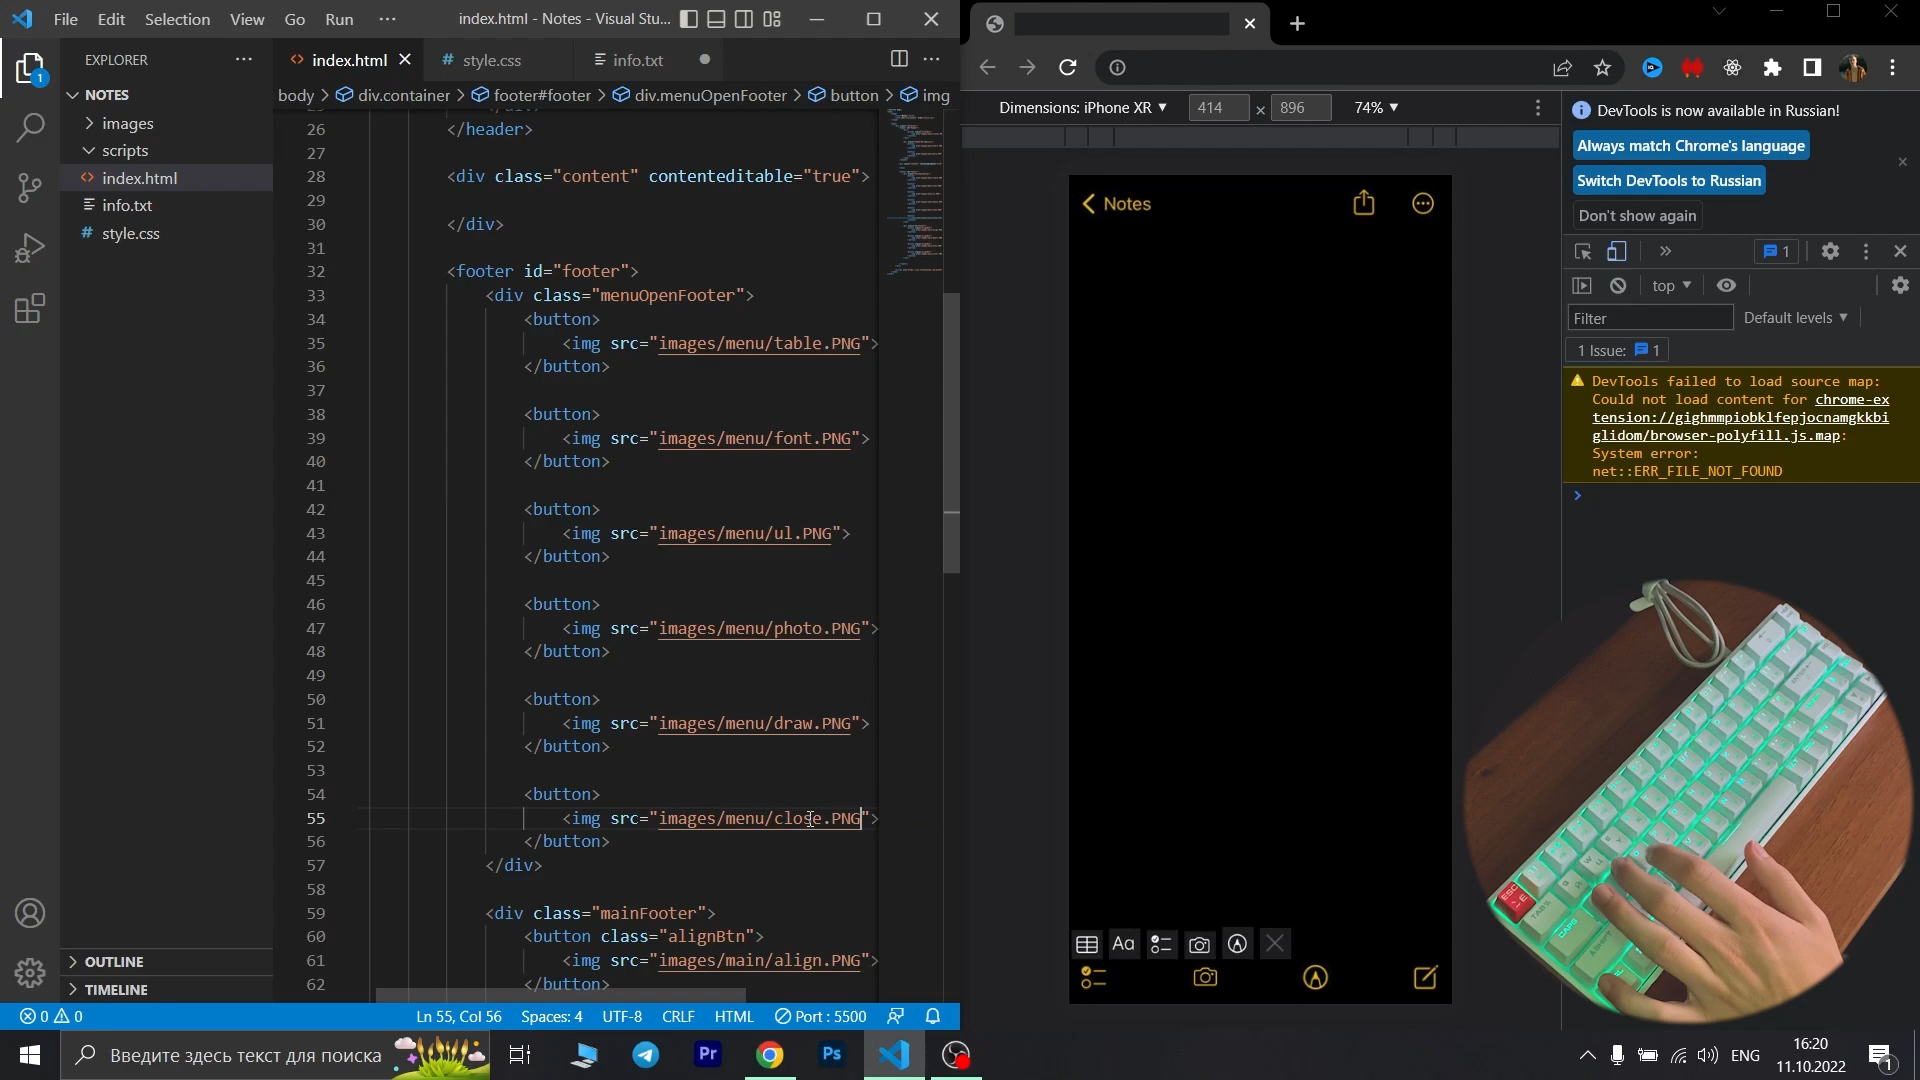 File Edit Selection View Go Run ··· index.html - Notes - Visual Stu...
EXPLORER
NOTES
images
scripts
index.html
info.txt
style.css
OUTLINE
TIMELINE
1
index.html
style.css
info.txt
body > div.container > footer#footer > div.menuOpenFooter > button > img
26 </header>
27
28 <div class="content" contenteditable="true">
29
30 </div>
31
32 <footer id="footer">
33 <div class="menuOpenFooter">
34 <button>
35 <img src="images/menu/table.PNG">
36 </button>
37
38 <button>
39 <img src="images/menu/font.PNG">
40 </button>
41
42 <button>
43 <img src="images/menu/ul.PNG">
44 </button>
45
46 <button>
47 <img src="images/menu/photo.PNG">
48 </button>
49
50 <button>
51 <img src="images/menu/draw.PNG">
52 </button>
53
54 <button>
55 <img src="images/menu/close.PNG">
56 </button>
57 </div>
58
59 <div class="mainFooter">
60 <button class="alignBtn">
61 <img src="images/main/align.PNG">
62 </button>
0 0 Ln 55, Col 56 Spaces: 4 UTF-8 CRLF HTML Port : 5500
Dimensions: iPhone XR 414 × 896 74%
Notes
Aa
DevTools is now available in Russian!
Always match Chrome's language
Switch DevTools to Russian
Don't show again
1
top
Filter Default levels
1 Issue: 1
DevTools failed to load source map:
Could not load content for chrome-ex
tension://gighmmpiobklfepjocnamgkkbi
glidom/browser-polyfill.js.map:
System error:
net::ERR_FILE_NOT_FOUND
ESC
TAB
CAPS
Введите здесь текст для поиска
Pr
Ps
ENG
16:20
11.10.2022
1